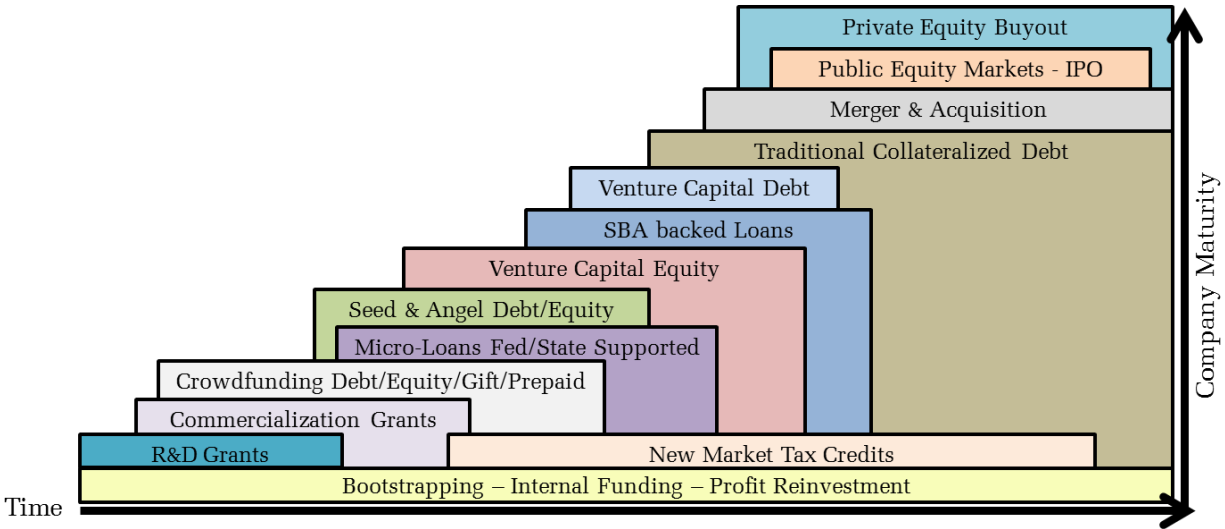 Private Equity Buyout
Public Equity Markets - IPO
Merger & Acquisition
Traditional Collateralized Debt
Venture Capital Debt
SBA backed Loans
Venture Capital Equity
Seed & Angel Debt/Equity
Micro-Loans Fed/State Supported
Crowdfunding Debt/Equity/Gift/Prepaid
Commercialization Grants
R&D Grants
New Market Tax Credits
Bootstrapping – Internal Funding – Profit Reinvestment
Time
Company Maturity